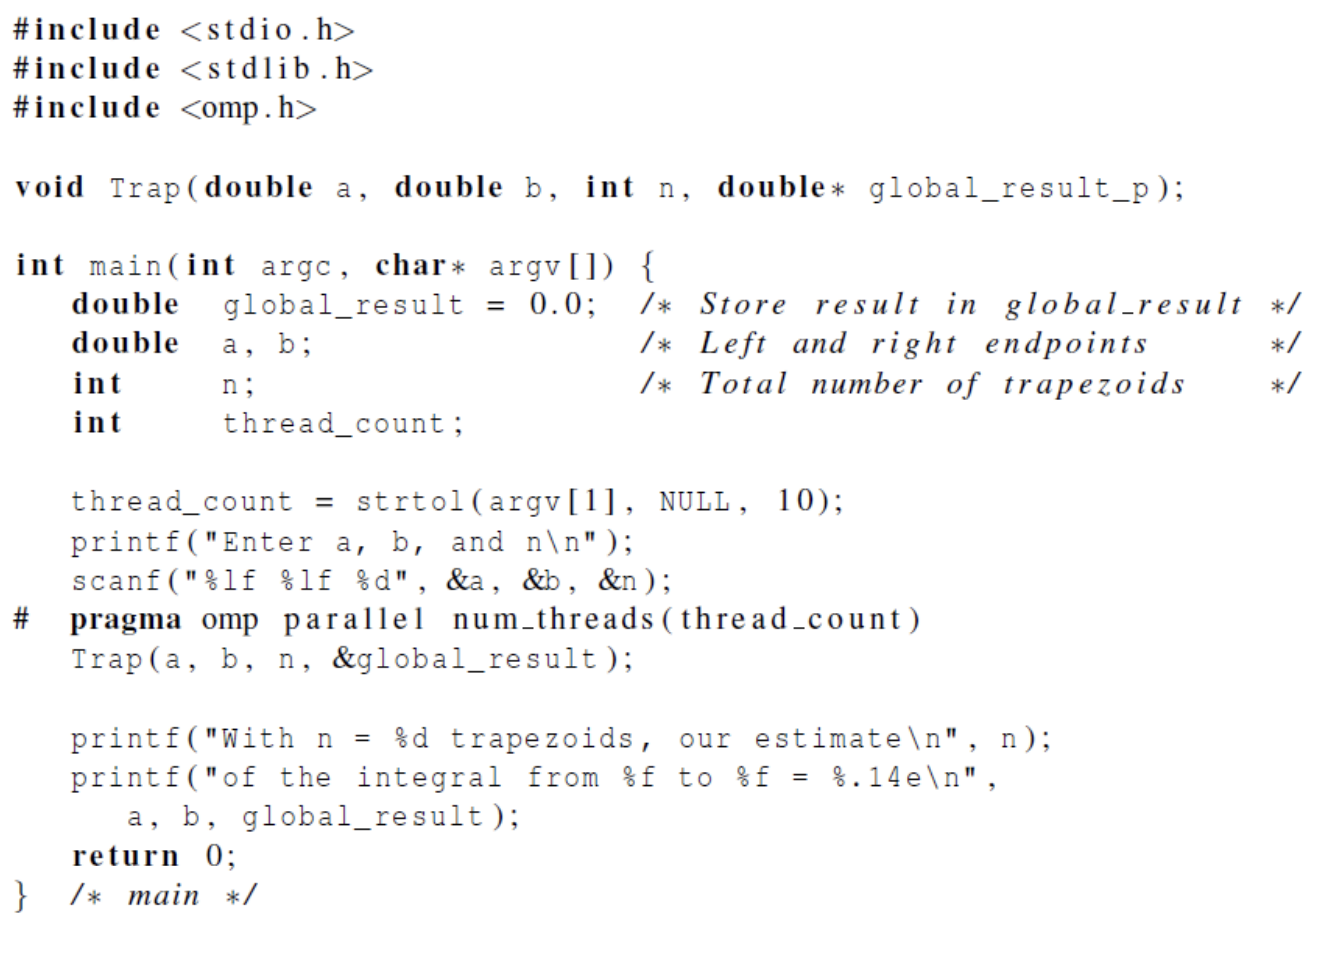 #include <stdio.h>
#include <stdlib.h>
#include <omp.h>

void Trap(double a, double b, int n, double* global_result_p);

int main(int argc, char* argv[]) {
   double  global_result = 0.0;  /* Store result in global_result */
   double  a, b;                 /* Left and right endpoints      */
   int     n;                    /* Total number of trapezoids    */
   int     thread_count;

   thread_count = strtol(argv[1], NULL, 10);
   printf("Enter a, b, and n\n");
   scanf("%lf %lf %d", &a, &b, &n);
#  pragma omp parallel num_threads(thread_count)
   Trap(a, b, n, &global_result);

   printf("With n = %d trapezoids, our estimate\n", n);
   printf("of the integral from %f to %f = %.14e\n",
      a, b, global_result);
   return 0;
}  /* main */